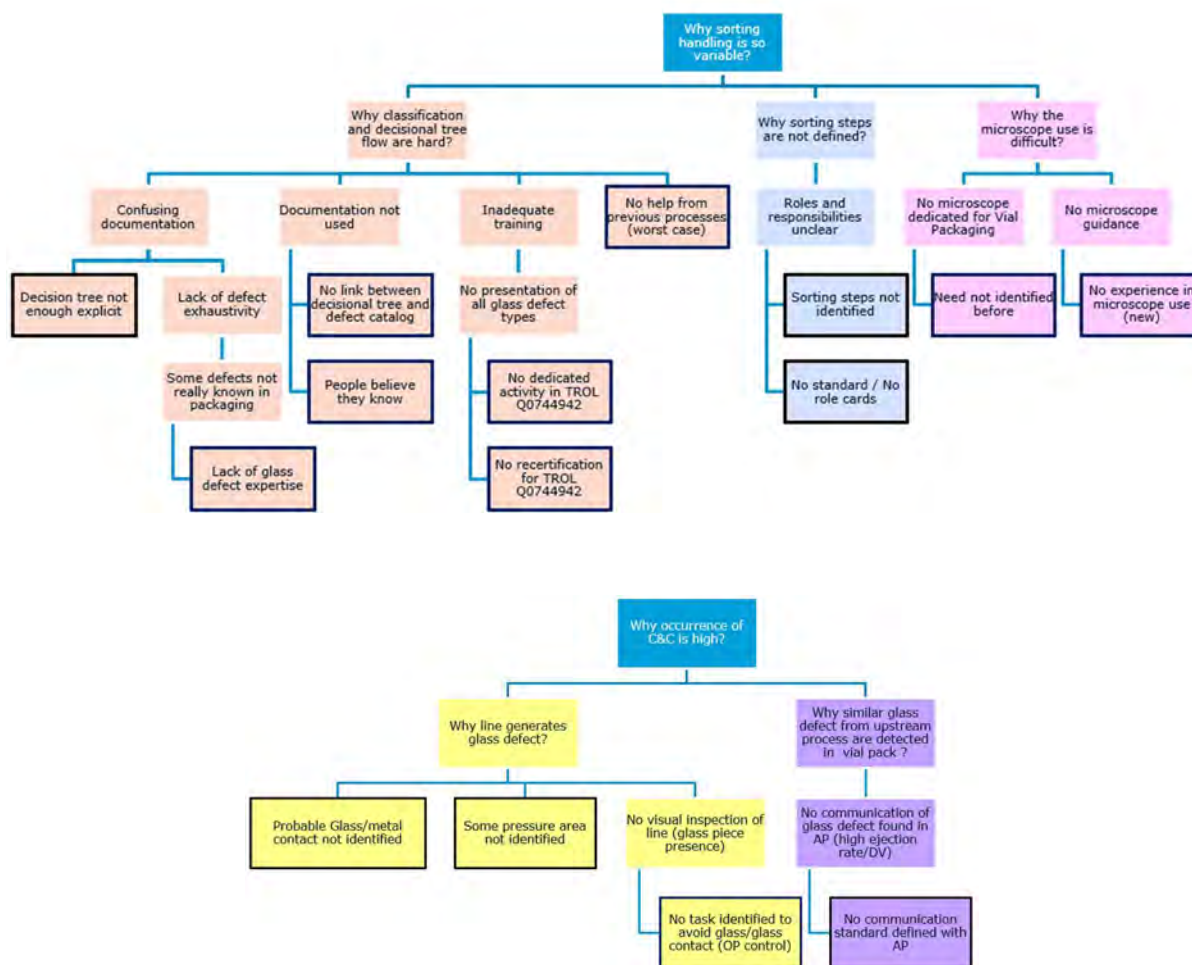 Why sorting
handling is so
variable?
Why classification
and decisional tree
flow are hard?
Why sorting steps
are not defined?
Why the
microscope use is
difficult?
Confusing
documentation
Documentation not
used
Inadequate
training
No help from
previous processes
(worst case)
Roles and
responsibilities
unclear
No microscope
dedicated for Vial
Packaging
No microscope
guidance
Decision tree not
enough explicit
Lack of defect
exhaustivity
No link between
decisional tree and
defect catalog
No presentation of
all glass defect
types
Sorting steps not
identified
Need not identified
before
No experience in
microscope use
(new)
Some defects not
really known in
packaging
People believe
they know
No dedicated
activity in TROL
Q0744942
No standard / No
role cards
Lack of glass
defect expertise
No recertification
for TROL
Q0744942
Why occurrence of
C&C is high?
Why line generates
glass defect?
Why similar glass
defect from upstream
process are detected
in vial pack ?
Probable Glass/metal
contact not identified
Some pressure area
not identified
No visual inspection of
line (glass piece
presence)
No communication of
glass defect found in
AP (high ejection
rate/DV)
No task identified to
avoid glass/glass
contact (OP control)
No communication
standard defined with
AP